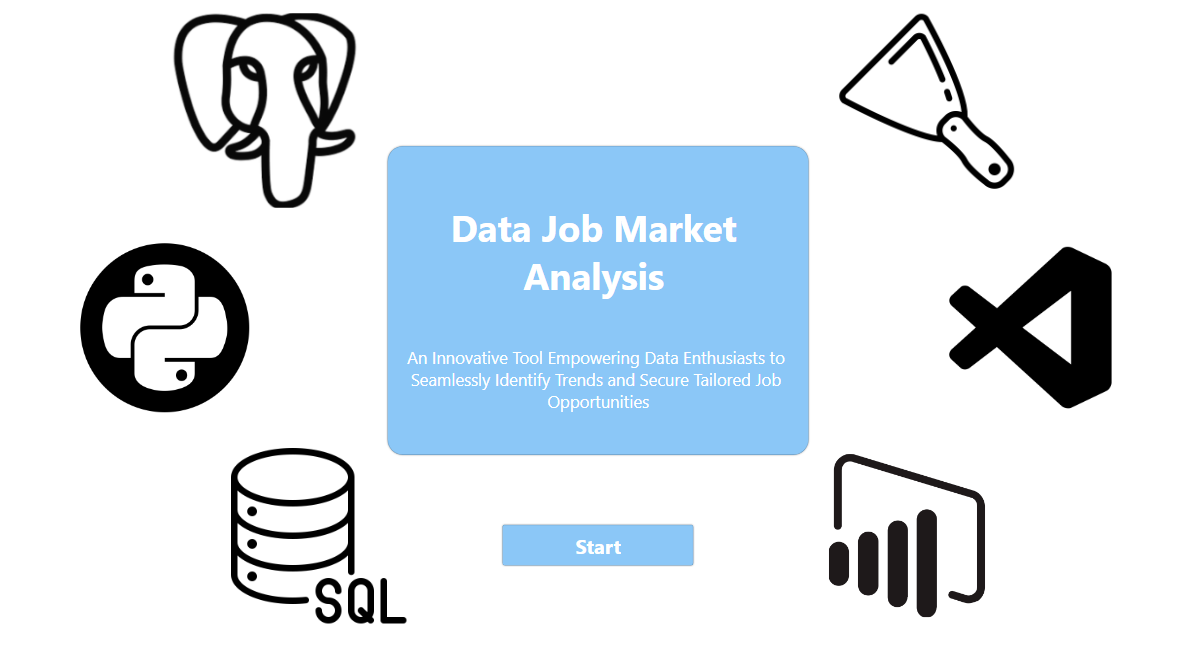 Data Job Market
Analysis
An Innovative Tool Empowering Data Enthusiasts to
Seamlessly Identify Trends and Secure Tailored Job
Opportunities
SQL
Start